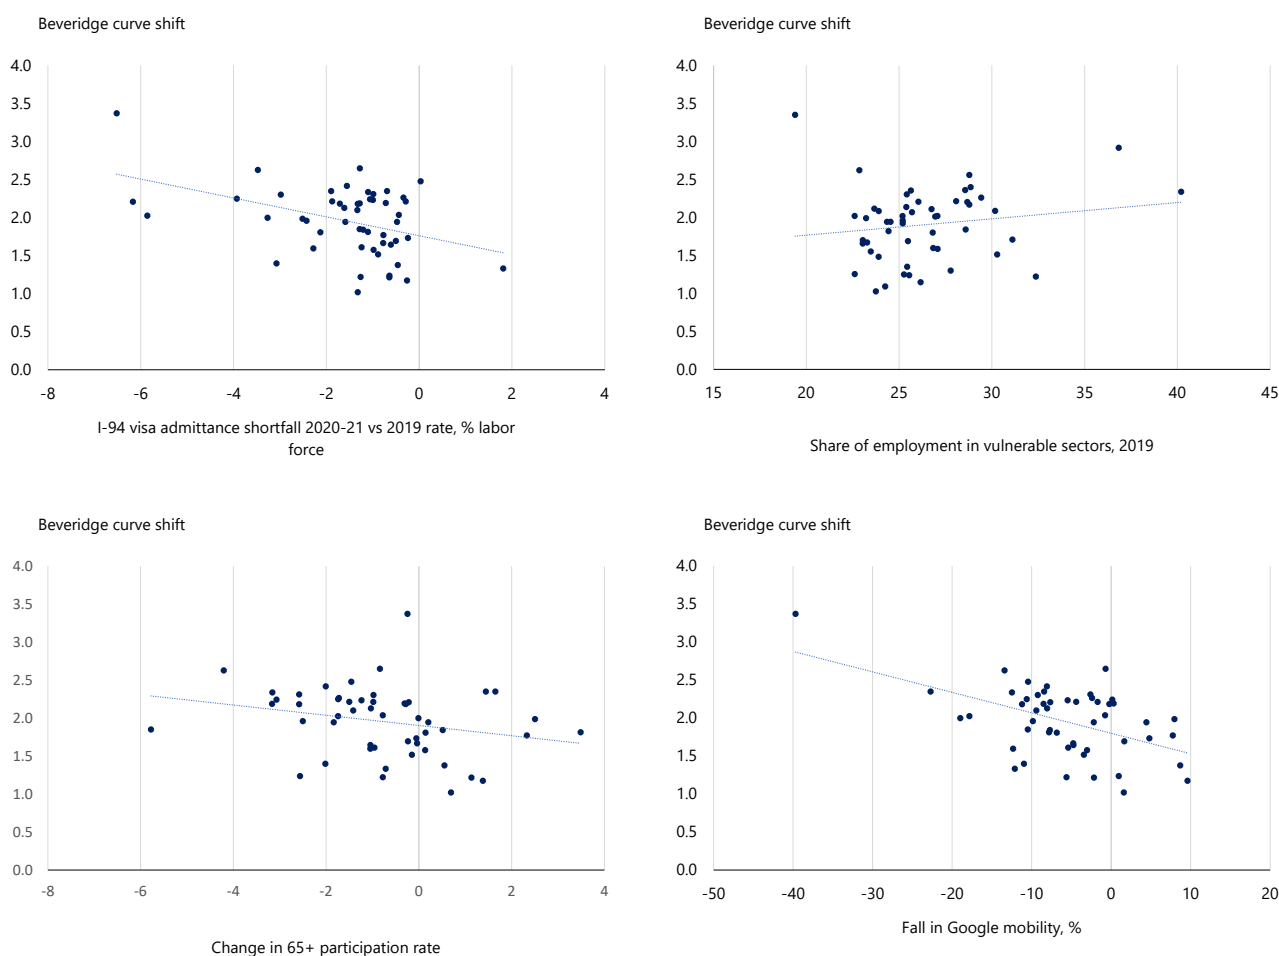 Beveridge curve shift
4.0
3.5
3.0
2.5
2.0
1.5
1.0
0.5
0.0
-8 -6 -4 -2 0 2 4
I-94 visa admittance shortfall 2020-21 vs 2019 rate, % labor
force
Beveridge curve shift
4.0
3.5
3.0
2.5
2.0
1.5
1.0
0.5
0.0
15 20 25 30 35 40 45
Share of employment in vulnerable sectors, 2019
Beveridge curve shift
4.0
3.5
3.0
2.5
2.0
1.5
1.0
0.5
0.0
-8 -6 -4 -2 0 2 4
Change in 65+ participation rate
Beveridge curve shift
4.0
3.5
3.0
2.5
2.0
1.5
1.0
0.5
0.0
-50 -40 -30 -20 -10 0 10 20
Fall in Google mobility, %